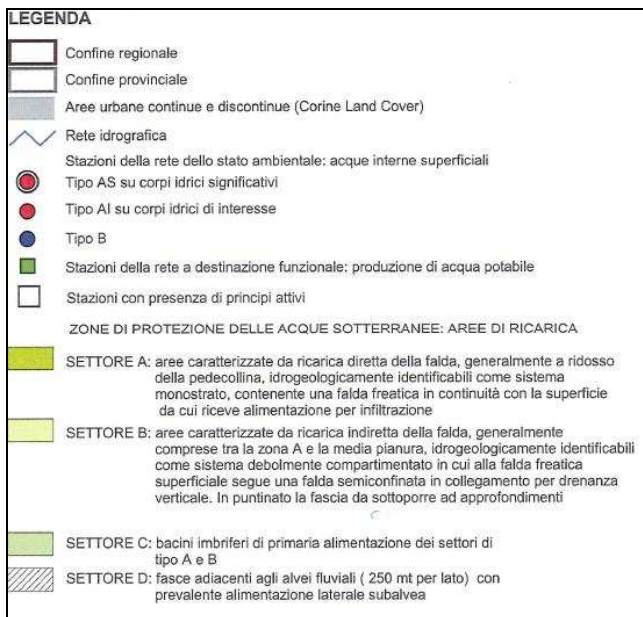 LEGENDA
Confine regionale
Confine provinciale
Aree urbane continue e discontinue (Corine Land Cover)
Rete idrografica
Stazioni della rete dello stato ambientale: acque interne superficiali
Tipo AS su corpi idrici significativi
Tipo AI su corpi idrici di interesse
Tipo B
Stazioni della rete a destinazione funzionale: produzione di acqua potabile
Stazioni con presenza di principi attivi
ZONE DI PROTEZIONE DELLE ACQUE SOTTERRANEE: AREE DI RICARICA
SETTORE A: aree caratterizzate da ricarica diretta della falda, generalmente a ridosso
della pedecollina, idrogeologicamente identificabili come sistema
monostrato, contenente una falda freatica in continuità con la superficie
da cui riceve alimentazione per infiltrazione
SETTORE B: aree caratterizzate da ricarica indiretta della falda, generalmente
comprese tra la zona A e la media pianura, idrogeologicamente identificabili
come sistema debolmente compartimentato in cui alla falda freatica
superficiale segue una falda semiconfinata in collegamento per drenanza
verticale. In puntinato la fascia da sottoporre ad approfondimenti
SETTORE C: bacini imbriferi di primaria alimentazione dei settori di
tipo A e B
SETTORE D: fasce adiacenti agli alvei fluviali ( 250 mt per lato) con
prevalente alimentazione laterale subalvea